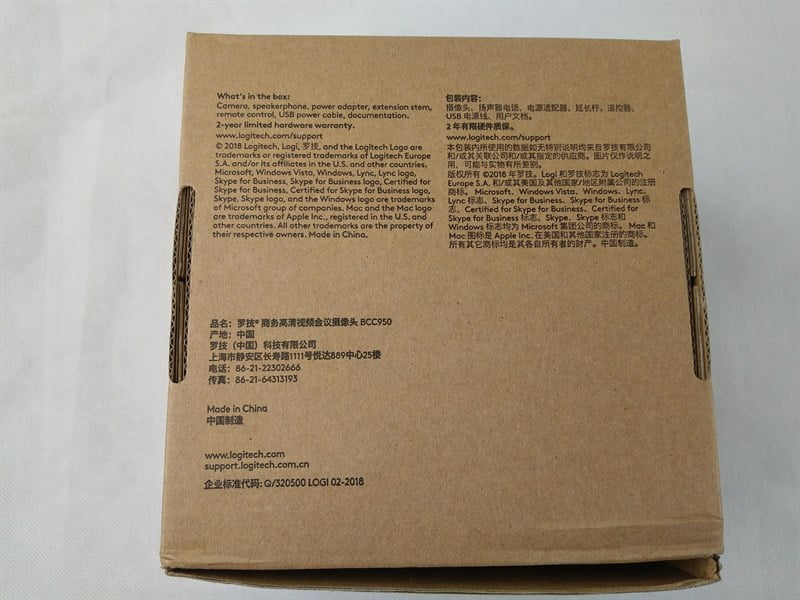 What's in the box:
Camera, speakerphone, power adapter, extension stem,
remote control, USB power cable, documentation.
2-year limited hardware warranty.
www.logitech.com/support
© 2018 Logitech, Logi, 罗技, and the Logitech Logo are
trademarks or registered trademarks of Logitech Europe
S.A. and/or its affiliates in the U.S. and other countries.
Microsoft, Windows Vista, Windows, Lync, Lync logo,
Skype for Business, Skype for Business logo, Certified for
Skype for Business, Certified for Skype for Business logo,
Skype, Skype logo, and the Windows logo are trademarks
of Microsoft group of companies. Mac and the Mac logo
are trademarks of Apple Inc., registered in the U.S. and
other countries. All other trademarks are the property of
their respective owners. Made in China.
包装内容:
摄像头、扬声器电话、电源适配器、延长杆、遥控器、
USB 电源线、用户文档。
2 年有限硬件质保。
www.logitech.com/support
本包装内所使用的数据如无特别说明均来自罗技有限公司
和/或其关联公司和/或其指定的供应商。图片仅作说明之
用,可能与实物有所差别。
版权所有 ©2018 年罗技。Logi 和罗技标志为 Logitech
Europe S.A. 和/或其美国及其他国家/地区附属公司的注册
商标。Microsoft、Windows Vista、Windows、Lync、
Lync 标志、Skype for Business、Skype for Business 标
志、Certified for Skype for Business、Certified for
Skype for Business 标志、Skype、Skype 标志和
Windows 标志均为 Microsoft 集团公司的商标。Mac 和
Mac 图标是 Apple Inc. 在美国和其他国家注册的商标。
所有其它商标均是其各自所有者的财产。中国制造。
品名:罗技® 商务高清视频会议摄像头 BCC950
产地:中国
罗技(中国)科技有限公司
上海市静安区长寿路1111号悦达889中心25楼
电话:86-21-22302666
传真:86-21-64313193
Made in China
中国制造
www.logitech.com
support.logitech.com.cn
企业标准代码: Q/320500 LOGI 02-2018